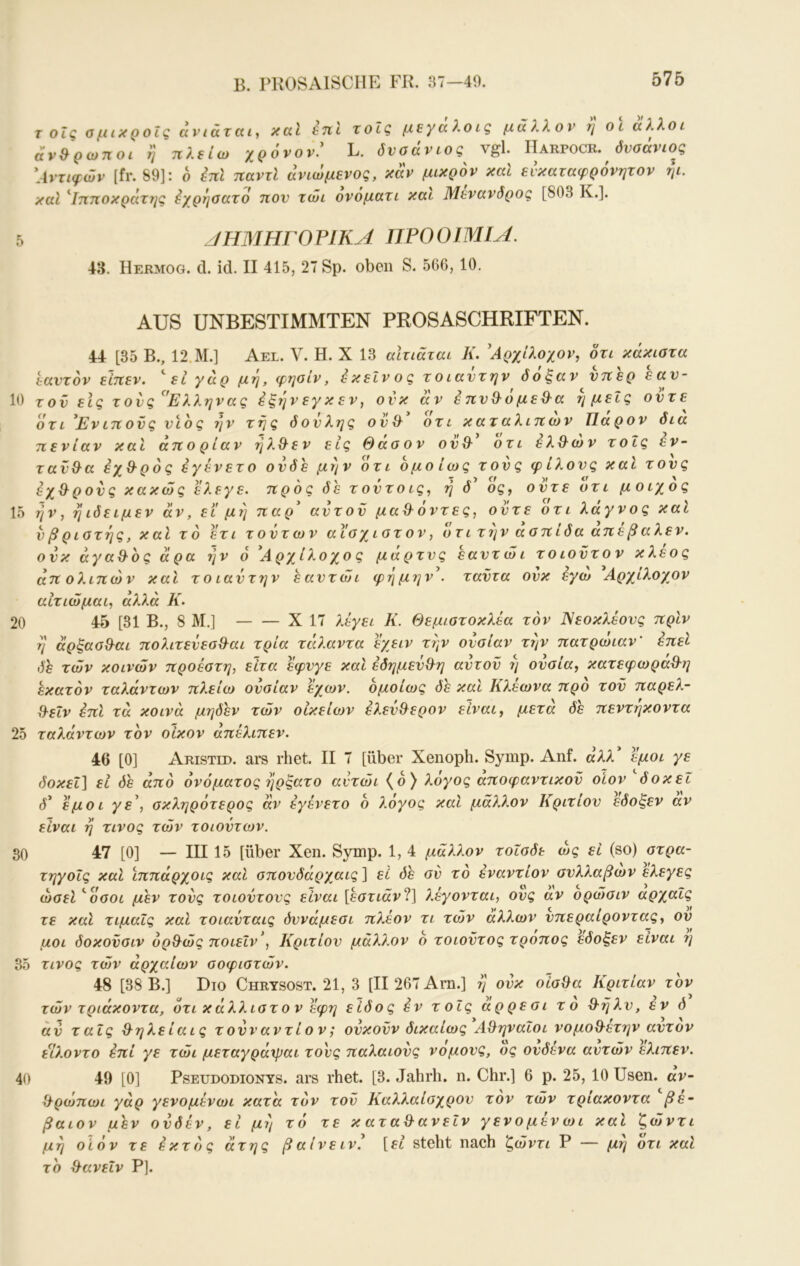 B. PROSAISCHE FR. 37—49. 575
τοῖς σμικροῖς ἀνιᾶται, καὶ ἐπὶ τοῖς μεγάλοις μᾶλλον ἢ οἱ ἄλλοι
ἄνθρωποι ἢ πλείω χρόνον.’ L. δυσάνιος vgl. HARPOCR. δυσάνιος
Ἀντιφῶν [fr. 89]: ὁ ἐπὶ παντὶ ἀνιώμενος, κἂν μικρὸν καὶ εὐκαταφρόνητον ἦι.
καὶ Ἱπποκράτης ἐχρήσατό που τῶι ὀνόματι καὶ Μένανδρος [803 K.].
5 ΔΗΜΗΓΟΡΙΚΑ ΠΡΟΟΙΜΙΑ.
43. HERMOG. d. id. II 415, 27 Sp. oben S. 566, 10.
AUS UNBESTIMMTEN PROSASCHRIFTEN.
44 [35 B., 12 M.] AEL. V. H. X 13 αἰτιᾶται Κ. Ἀρχίλοχον, ὅτι κάκιστα
ἑαυτὸν εἶπεν. ‘εἰ γὰρ μή, φησίν, ἐκεῖνος τοιαύτην δόξαν ὑπὲρ ἑαυ-
10 τοῦ εἰς τοὺς Ἕλληνας ἐξήνεγκεν, οὐκ ἂν ἐπυθόμεθα ἡμεῖς οὔτε
ὅτι Ἐνιποῦς υἱὸς ἦν τῆς δούλης οὔθ’ ὅτι καταλιπὼν Πάρον διὰ
πενίαν καὶ ἀπορίαν ἦλθεν εἰς Θάσον οὔθ’ ὅτι ἐλθὼν τοῖς ἐν-
ταῦθα ἐχθρὸς ἐγένετο οὐδὲ μὴν ὅτι ὁμοίως τοὺς φίλους καὶ τοὺς
ἐχθροὺς κακῶς ἔλεγε. πρὸς δὲ τούτοις, ἦ δ’ ὅς, οὔτε ὅτι μοιχὸς
15 ἦν, ἤιδειμεν ἄν, εἰ μὴ παρ’ αὐτοῦ μαθόντες, οὔτε ὅτι λάγνος καὶ
ὑβριστής, καὶ τὸ ἔτι τούτων αἴσχιστον, ὅτι τὴν ἀσπίδα ἀπέβαλεν.
οὐκ ἀγαθὸς ἄρα ἦν ὁ Ἀρχίλοχος μάρτυς ἑαυτῶι τοιοῦτον κλέος
ἀπολιπὼν καὶ τοιαύτην ἑαυτῶι φήμην’. ταῦτα οὐκ ἐγὼ Ἀρχίλοχον
αἰτιῶμαι, ἀλλὰ Κ.
20 45 [31 B., 8 M.] — — X 17 λέγει Κ. Θεμιστοκλέα τὸν Νεοκλέους πρὶν
ἢ ἄρξασθαι πολιτεύεσθαι τρία τάλαντα ἔχειν τὴν οὐσίαν τὴν πατρώιαν· ἐπεὶ
δὲ τῶν κοινῶν προέστη, εἶτα ἔφυγε καὶ ἐδημεύθη αὐτοῦ ἡ οὐσία, κατεφωράθη
ἑκατὸν ταλάντων πλείω οὐσίαν ἔχων. ὁμοίως δὲ καὶ Κλέωνα πρὸ τοῦ παρελ-
θεῖν ἐπὶ τὰ κοινὰ μηδὲν τῶν οἰκείων ἐλεύθερον εἶναι, μετὰ δὲ πεντήκοντα
25 ταλάντων τὸν οἶκον ἀπέλιπεν.
46 [0] ARISTID. ars rhet. II 7 [über Xenoph. Symp. Anf. ἀλλ’ ἔμοι γε
δοκεῖ] εἰ δὲ ἀπὸ ὀνόματος ἤρξατο αὐτῶι ⟨ὁ⟩ λόγος ἀποφαντικοῦ οἷον ‘δοκεῖ
δ’ ἔμοι γε’, σκληρότερος ἂν ἐγένετο ὁ λόγος καὶ μᾶλλον Κριτίου ἔδοξεν ἂν
εἶναι ἤ τινος τῶν τοιούτων.
30 47 [0] — III 15 [über Xen. Symp. 1, 4 μᾶλλον τοῖσδε ὡς εἰ (so) στρα-
τηγοῖς καὶ ἱππάρχοις καὶ σπουδάρχαις] εἰ δὲ σὺ τὸ ἐναντίον συλλαβὼν ἔλεγες
ὡσεὶ ‘ὅσοι μὲν τοὺς τοιούτους εἶναι [ἑστιᾶν?] λέγονται, οὓς ἂν ὁρῶσιν ἀρχαῖς
τε καὶ τιμαῖς καὶ τοιαύταις δυνάμεσι πλέον τι τῶν ἄλλων ὑπεραίροντας, οὔ
μοι δοκοῦσιν ὀρθῶς ποιεῖν’, Κριτίου μᾶλλον ὁ τοιοῦτος τρόπος ἔδοξεν εἶναι ἤ
35 τινος τῶν ἀρχαίων σοφιστῶν.
48 [38 B.] DIO CHRYSOST. 21, 3 [II 267 Arn.] ἢ οὐκ οἶσθα Κριτίαν τὸν
τῶν τριάκοντα, ὅτι κάλλιστον ἔφη εἶδος ἐν τοῖς ἄρρεσι τὸ θῆλυ, ἐν δ’
αὖ ταῖς θηλείαις τοὐναντίον; οὐκοῦν δικαίως Ἀθηναῖοι νομοθέτην αὐτὸν
εἵλοντο ἐπί γε τῶι μεταγράψαι τοὺς παλαιοὺς νόμους, ὃς οὐδένα αὐτῶν ἔλιπεν.
40 49 [0] PSEUDODIONYS. ars rhet. [3. Jahrh. n. Chr.] 6 p. 25, 10 Usen. ἀν-
θρώπωι γὰρ γενομένωι κατὰ τὸν τοῦ Καλλαίσχρου τὸν τῶν τριάκοντα ‘βέ-
βαιον μὲν οὐδέν, εἰ μὴ τό τε καταθανεῖν γενομένωι καὶ ζῶντι
μὴ οἷόν τε ἐκτὸς ἄτης βαίνειν.’ [εἰ steht nach ζῶντι P — μὴ ὅτι καὶ
τὸ θανεῖν P].